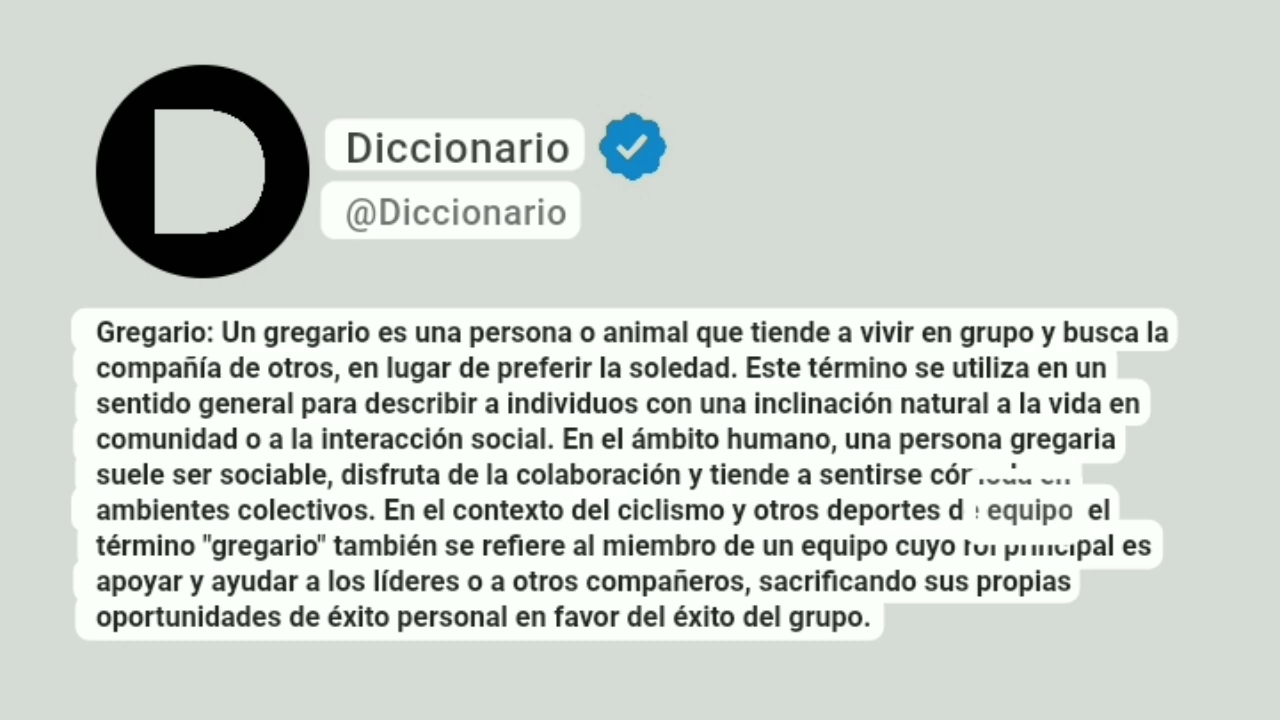 D
Diccionario
@Diccionario
Gregario: Un gregario es una persona o animal que tiende a vivir en grupo y busca la
compañía de otros, en lugar de preferir la soledad. Este término se utiliza en un
sentido general para describir a individuos con una inclinación natural a la vida en
comunidad o a la interacción social. En el ámbito humano, una persona gregaria
suele ser sociable, disfruta de la colaboración y tiende a sentirse
ambientes colectivos. En el contexto del ciclismo y otros deportes equipo el
término "gregario" también se refiere al miembro de un equipo cuyo rol principal es
apoyar y ayudar a los líderes o a otros compañeros, sacrificando sus propias
oportunidades de éxito personal en favor del éxito del grupo.